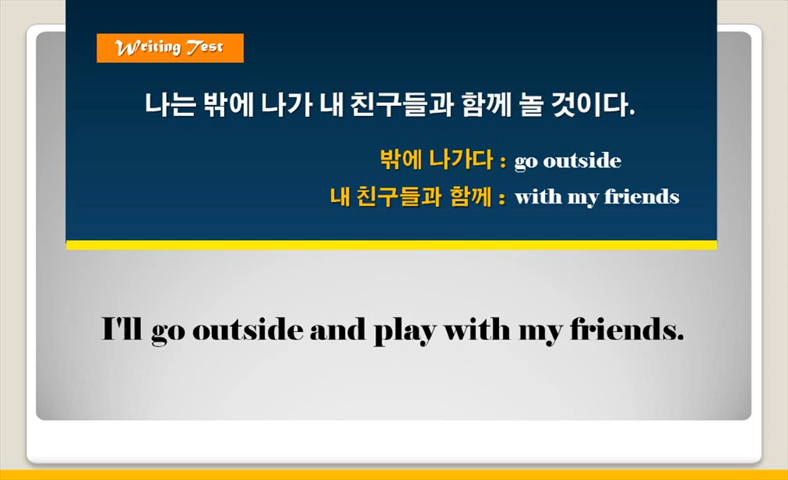 Writing Test
나는 밖에 나가 내 친구들과 함께 놀 것이다.
밖에 나가다 : go outside
내 친구들과 함께 : with my friends
I'll go outside and play with my friends.